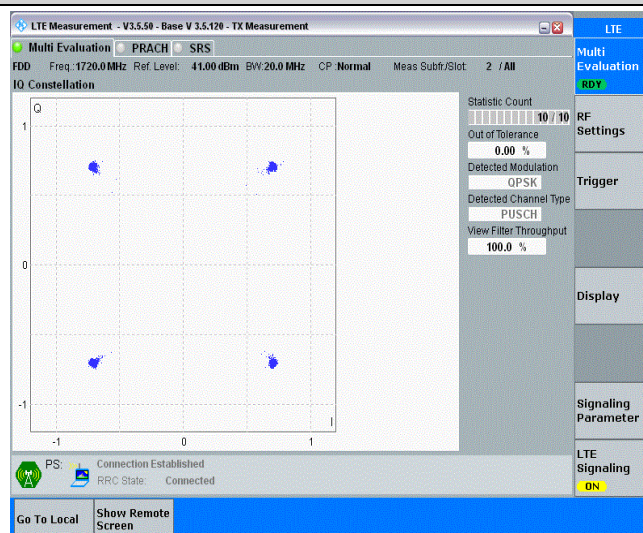 LTE Measurement - V3.5.50 - Base V 3.5.120 - TX Measurement
LTE
Multi Evaluation PRACH SRS
FDD Freq.:1720.0 MHz Ref. Level: 41.00 dBm BW:20.0 MHz CP :Normal Meas Subfr/Slot: 2 / All
IQ Constellation
Q
1
0
-1
I
-1 0 1
Statistic Count
10 / 10
Out of Tolerance
0.00 %
Detected Modulation
QPSK
Detected Channel Type
PUSCH
View Filter Throughput
100.0 %
Multi
Evaluation
RDY
RF
Settings
Trigger
Display
Signaling
Parameter
LTE
Signaling
ON
PS: Connection Established
RRC State: Connected
Go To Local
Show Remote
Screen